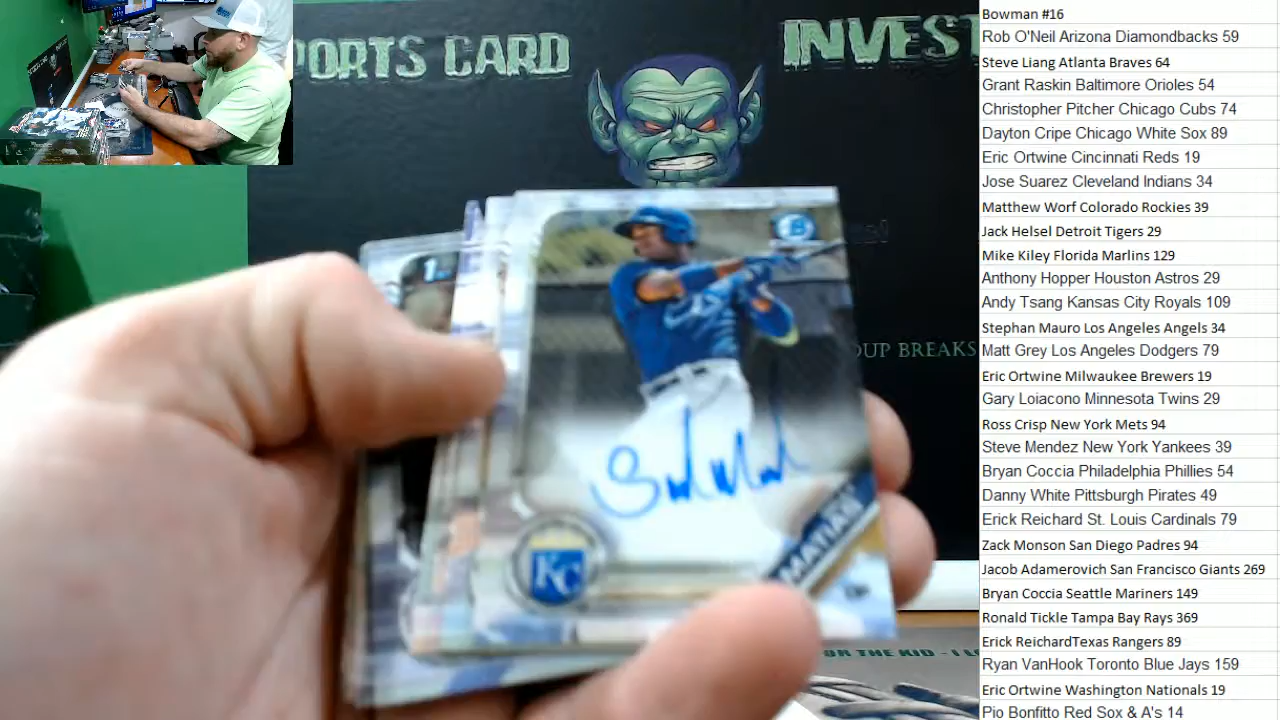 PORTS CARD INVEST
OUP BREAKS
1
B
KC
MATIAS
OR THE KID - I L
Bowman #16
Rob O'Neil Arizona Diamondbacks 59
Steve Liang Atlanta Braves 64
Grant Raskin Baltimore Orioles 54
Christopher Pitcher Chicago Cubs 74
Dayton Cripe Chicago White Sox 89
Eric Ortwine Cincinnati Reds 19
Jose Suarez Cleveland Indians 34
Matthew Worf Colorado Rockies 39
Jack Helsel Detroit Tigers 29
Mike Kiley Florida Marlins 129
Anthony Hopper Houston Astros 29
Andy Tsang Kansas City Royals 109
Stephan Mauro Los Angeles Angels 34
Matt Grey Los Angeles Dodgers 79
Eric Ortwine Milwaukee Brewers 19
Gary Loiacono Minnesota Twins 29
Ross Crisp New York Mets 94
Steve Mendez New York Yankees 39
Bryan Coccia Philadelphia Phillies 54
Danny White Pittsburgh Pirates 49
Erick Reichard St. Louis Cardinals 79
Zack Monson San Diego Padres 94
Jacob Adamerovich San Francisco Giants 269
Bryan Coccia Seattle Mariners 149
Ronald Tickle Tampa Bay Rays 369
Erick ReichardTexas Rangers 89
Ryan VanHook Toronto Blue Jays 159
Eric Ortwine Washington Nationals 19
Pio Bonfitto Red Sox & A's 14